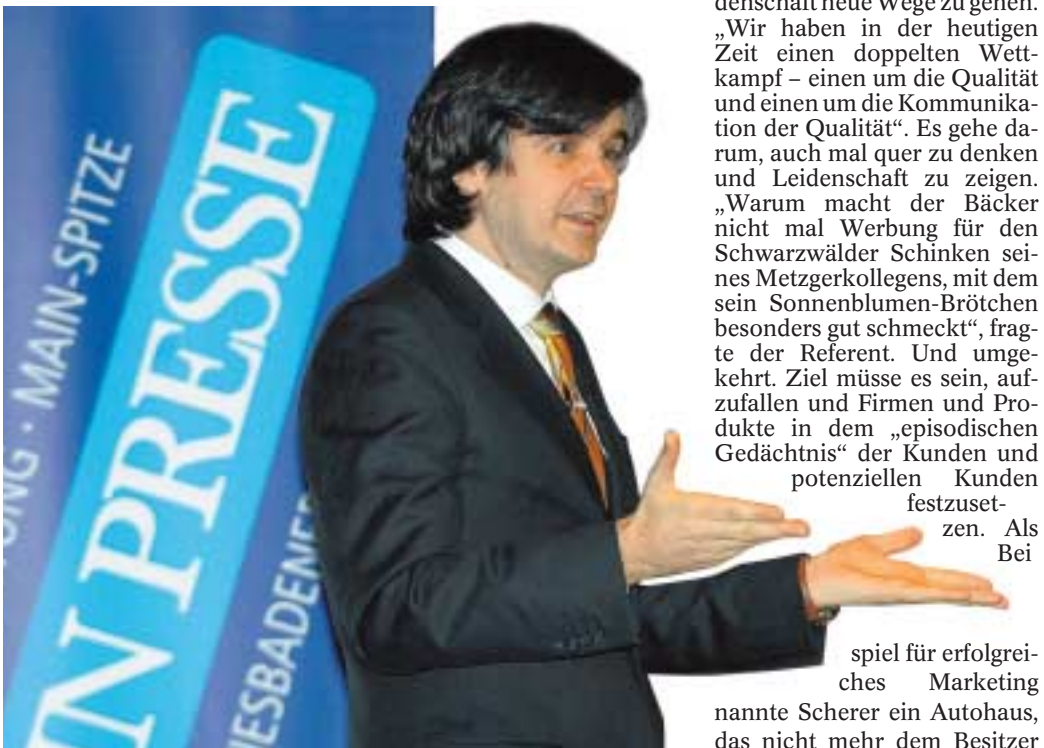 UNG · MAIN-SPITZE
N PRESSE
IESBADENER
denschaft neue Wege zu gehen.
„Wir haben in der heutigen
Zeit einen doppelten Wett-
kampf – einen um die Qualität
und einen um die Kommunika-
tion der Qualität“. Es gehe da-
rum, auch mal quer zu denken
und Leidenschaft zu zeigen.
„Warum macht der Bäcker
nicht mal Werbung für den
Schwarzwälder Schinken sei-
nes Metzgerkollegens, mit dem
sein Sonnenblumen-Brötchen
besonders gut schmeckt“, frag-
te der Referent. Und umge-
kehrt. Ziel müsse es sein, auf-
zufallen und Firmen und Pro-
dukte in dem „episodischen
Gedächtnis“ der Kunden und
potenziellen Kunden
festzuset-
zen. Als
Bei
spiel für erfolgrei-
ches Marketing
nannte Scherer ein Autohaus,
das nicht mehr dem Besitzer